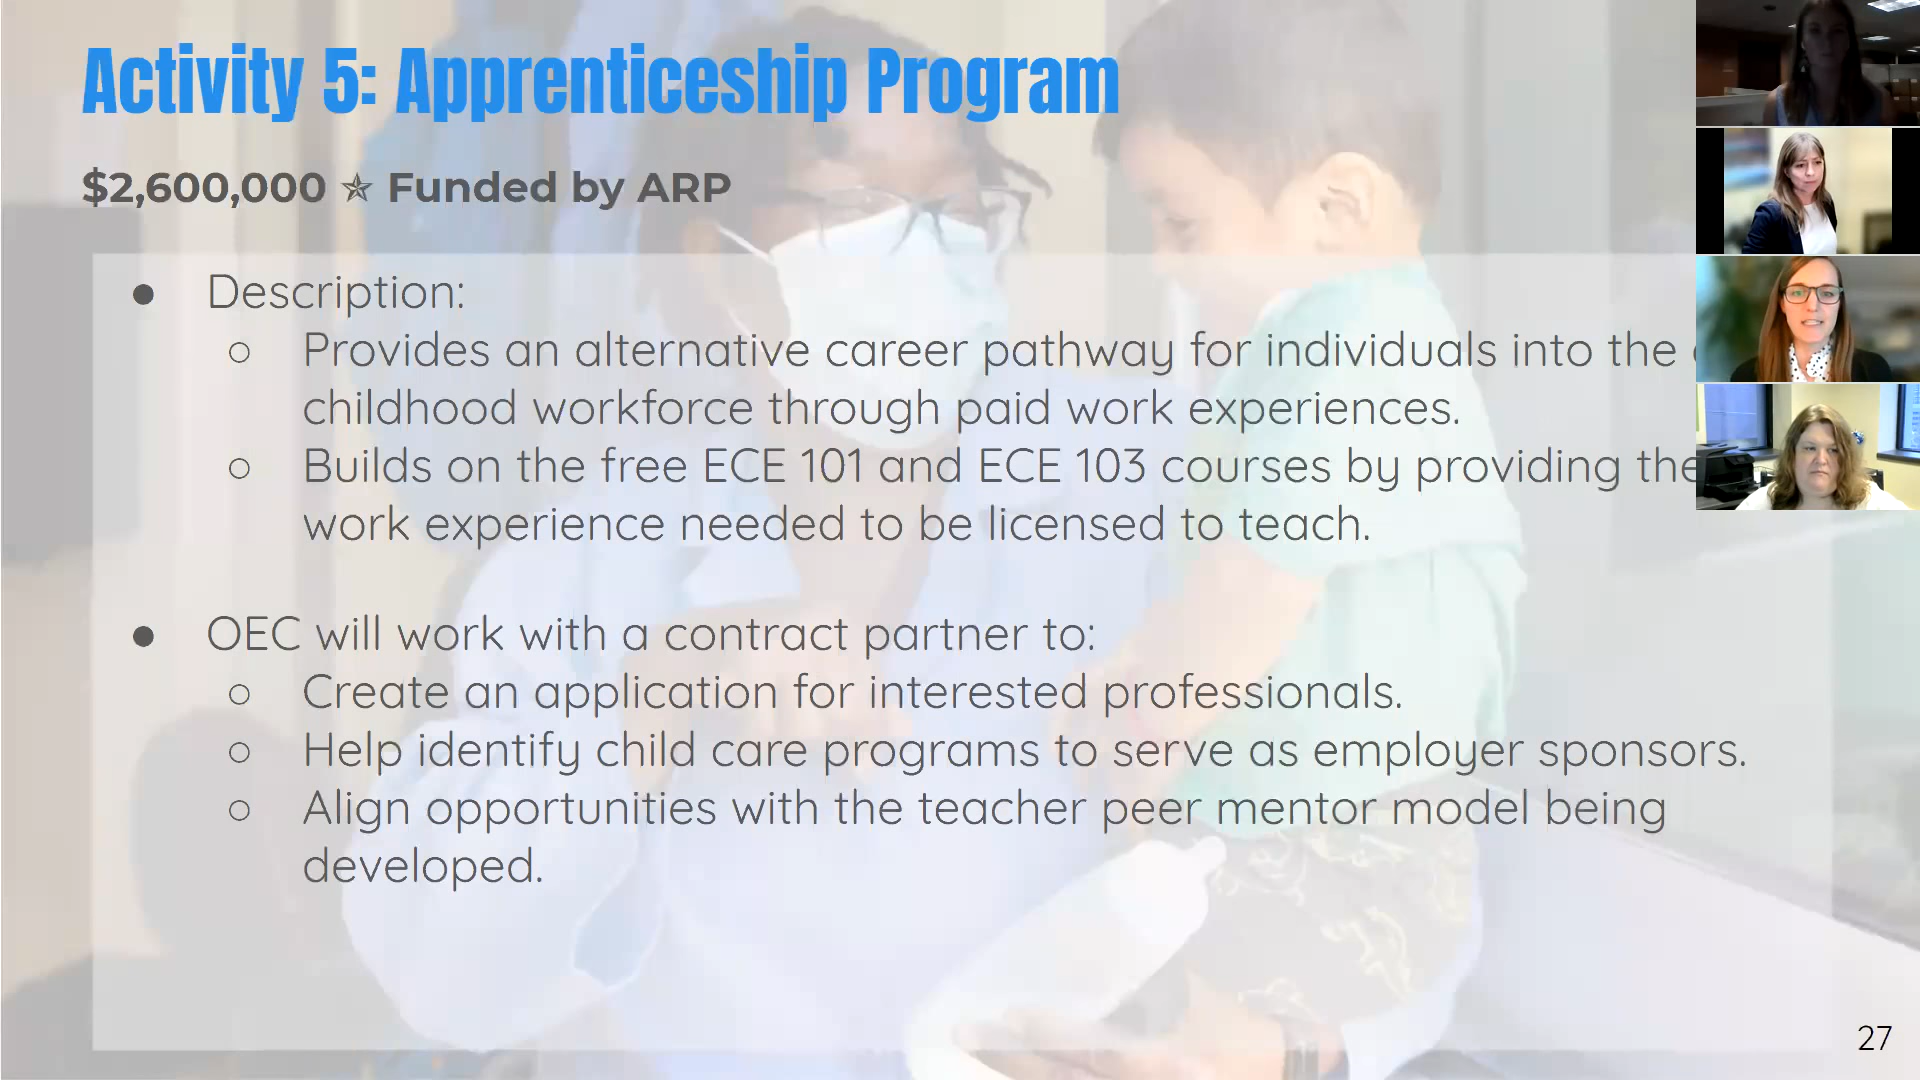 Activity 5: Apprenticeship Program
$2,600,000 ✯ Funded by ARP
● Description:
○ Provides an alternative career pathway for individuals into the
childhood workforce through paid work experiences.
○ Builds on the free ECE 101 and ECE 103 courses by providing the
work experience needed to be licensed to teach.
● OEC will work with a contract partner to:
○ Create an application for interested professionals.
○ Help identify child care programs to serve as employer sponsors.
○ Align opportunities with the teacher peer mentor model being
developed.
27